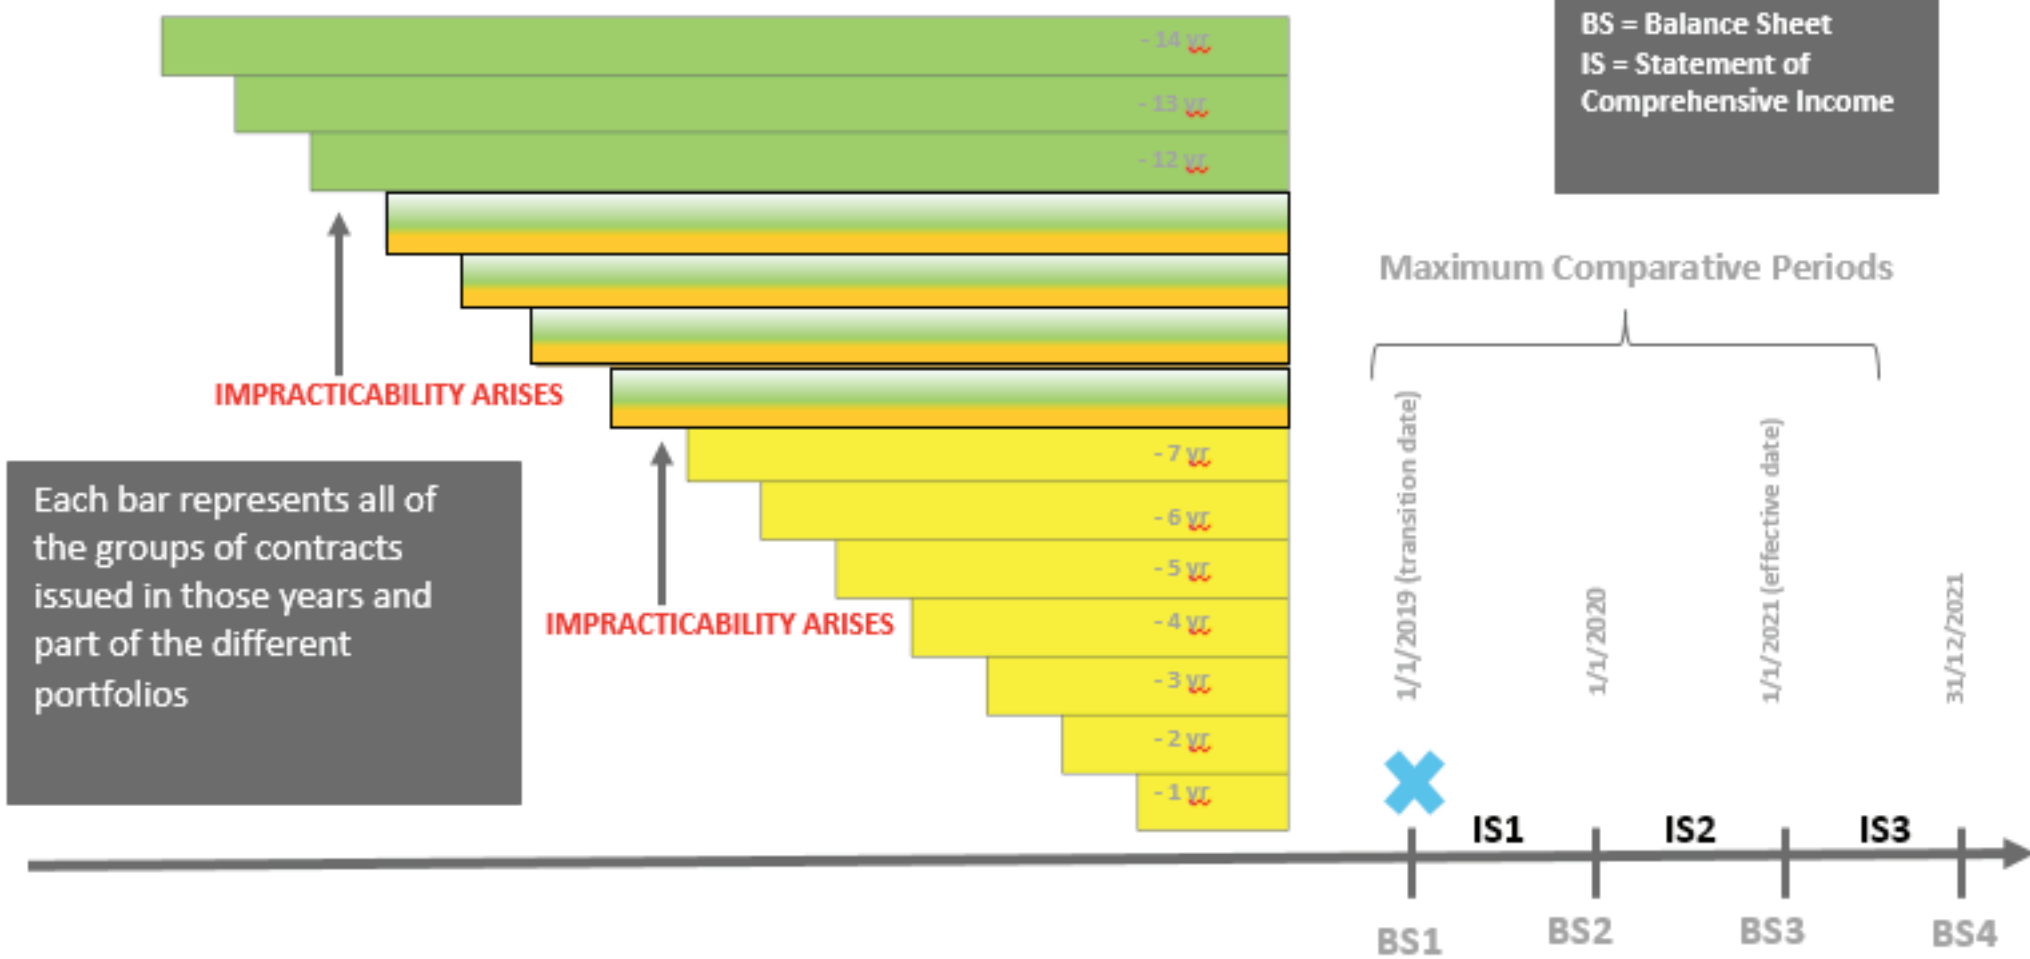 - 14 yr
- 13 yr
- 12 yr
BS = Balance Sheet
IS = Statement of
Comprehensive Income
Maximum Comparative Periods
IMPRACTICABILITY ARISES
- 7 yr
- 6 yr
- 5 yr
- 4 yr
- 3 yr
- 2 yr
- 1 yr
Each bar represents all of
the groups of contracts
issued in those years and
part of the different
portfolios
IMPRACTICABILITY ARISES
1/1/2019 (transition date)
1/1/2020
1/1/2021 (effective date)
31/12/2021
IS1
IS2
IS3
BS1
BS2
BS3
BS4